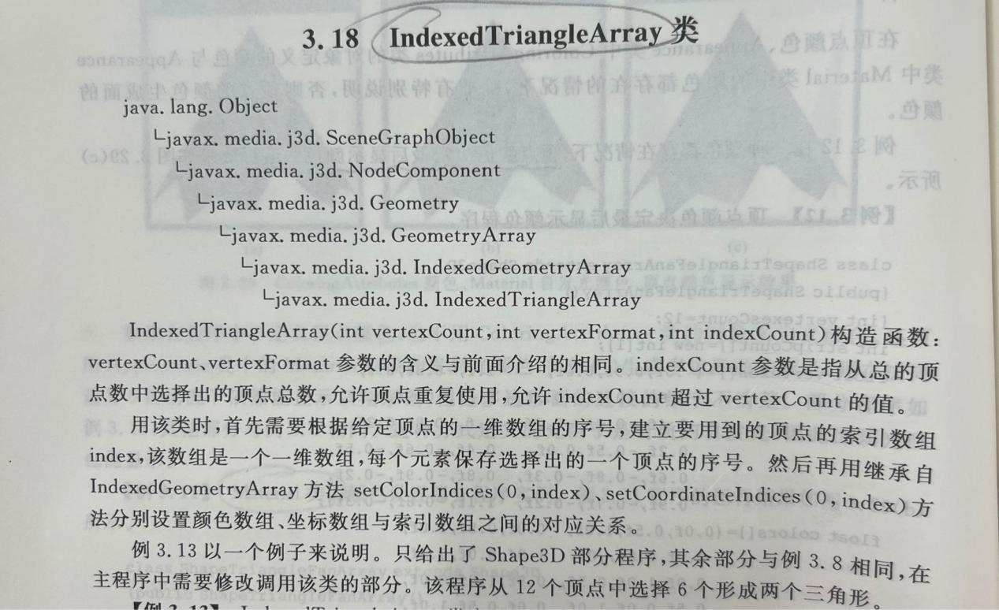 3.18 IndexedTriangleArray 类
java. lang. Object
└javax. media. j3d. SceneGraphObject
└javax. media. j3d. NodeComponent
└javax. media. j3d. Geometry
└javax. media. j3d. GeometryArray
└javax. media. j3d. IndexedGeometryArray
└javax. media. j3d. IndexedTriangleArray
IndexedTriangleArray(int vertexCount,int vertexFormat,int indexCount)构造函数:
vertexCount、vertexFormat 参数的含义与前面介绍的相同。indexCount 参数是指从总的顶
点数中选择出的顶点总数,允许顶点重复使用,允许 indexCount 超过 vertexCount 的值。
用该类时,首先需要根据给定顶点的一维数组的序号,建立要用到的顶点的索引数组
index,该数组是一个一维数组,每个元素保存选择出的一个顶点的序号。然后再用继承自
IndexedGeometryArray 方法 setColorIndices(0,index)、setCoordinateIndices(0,index)方
法分别设置颜色数组、坐标数组与索引数组之间的对应关系。
例 3.13 以一个例子来说明。只给出了 Shape3D 部分程序,其余部分与例 3.8 相同,在
主程序中需要修改调用该类的部分。该程序从 12 个顶点中选择 6 个形成两个三角形。